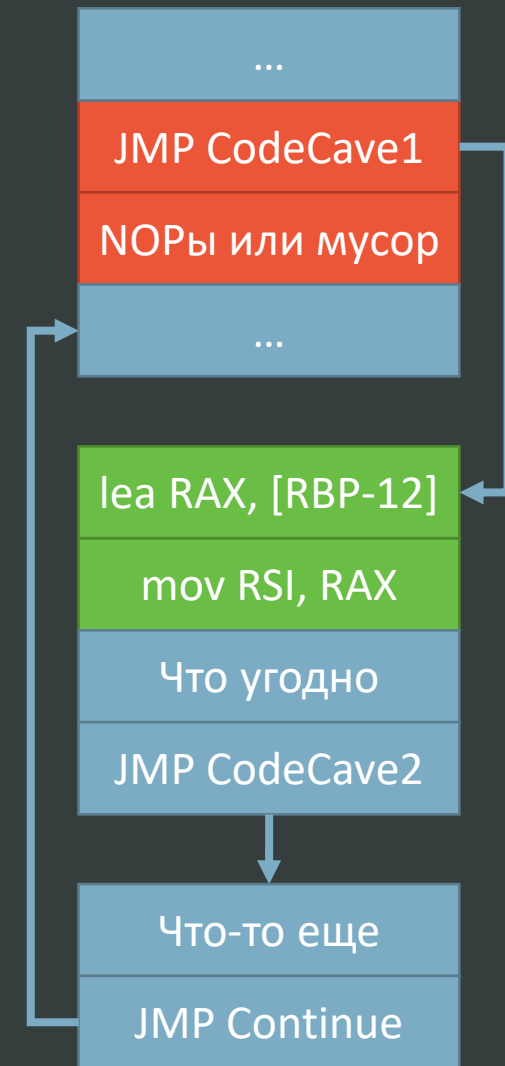 ...
JMP CodeCave1
NOPы или мусор
...
lea RAX, [RBP-12]
mov RSI, RAX
Что угодно
JMP CodeCave2
Что-то еще
JMP Continue